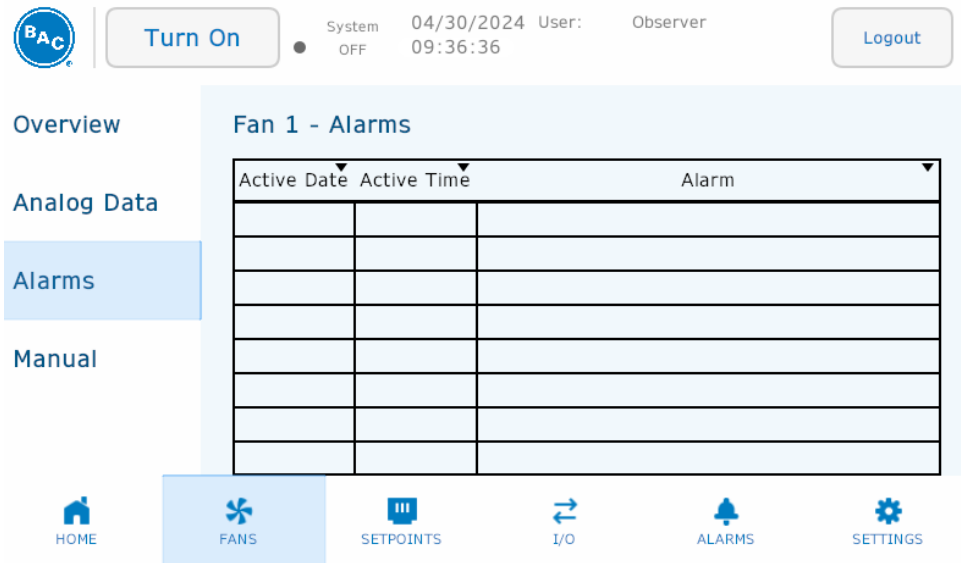 BAC
®
Turn On
System
OFF
04/30/2024
09:36:36
User:
Observer
Logout
Overview
Analog Data
Alarms
Manual
Fan 1 - Alarms
Active Date Active Time Alarm
HOME
FANS
SETPOINTS
I/O
ALARMS
SETTINGS